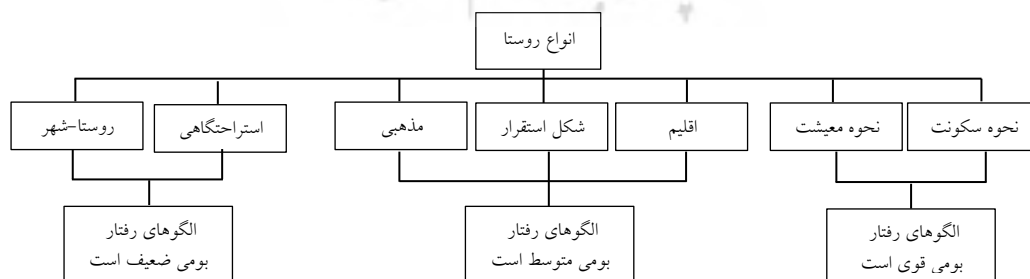 انواع روستا
نحوه سکونت
نحوه معیشت
اقلیم
شکل استقرار
مذهبی
استراحتگاهی
روستا-شهر
الگوهای رفتار
بومی قوی است
الگوهای رفتار
بومی متوسط است
الگوهای رفتار
بومی ضعیف است